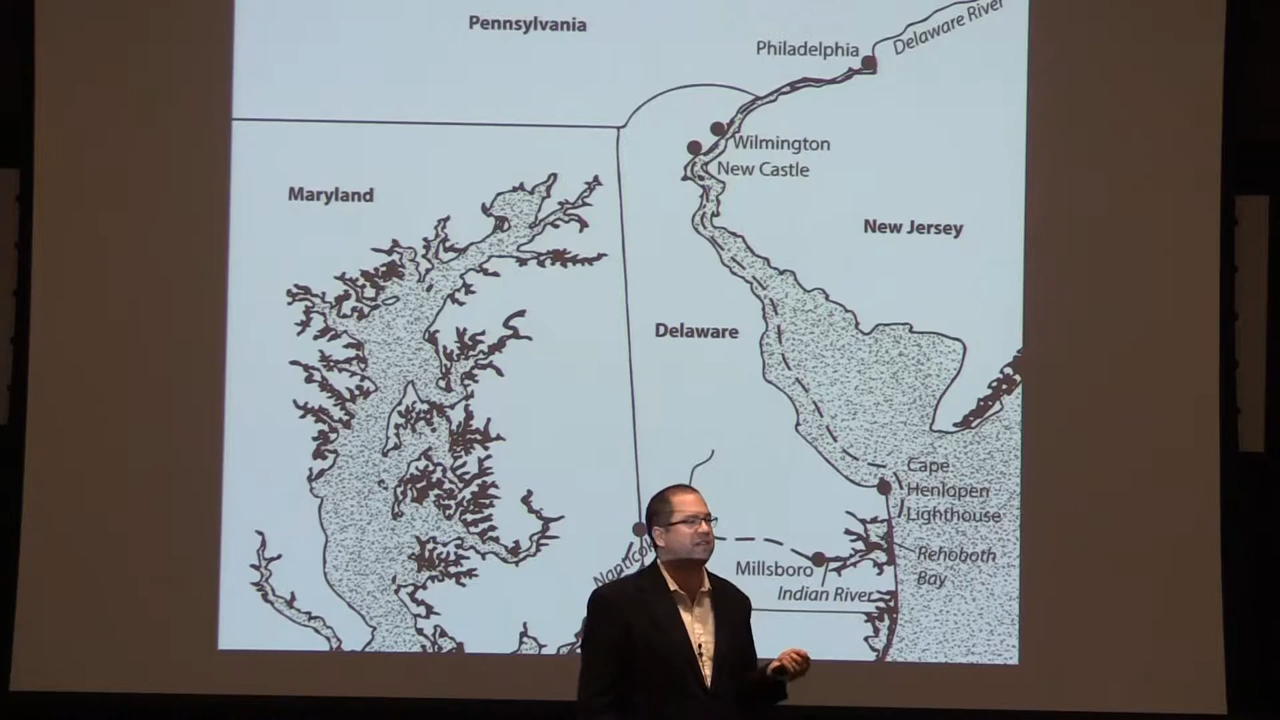 Pennsylvania
Delaware River
Philadelphia
Wilmington
New Castle
Maryland
New Jersey
Delaware
Cape
Henlopen
Lighthouse
Rehoboth
Bay
Millsboro
Indian River